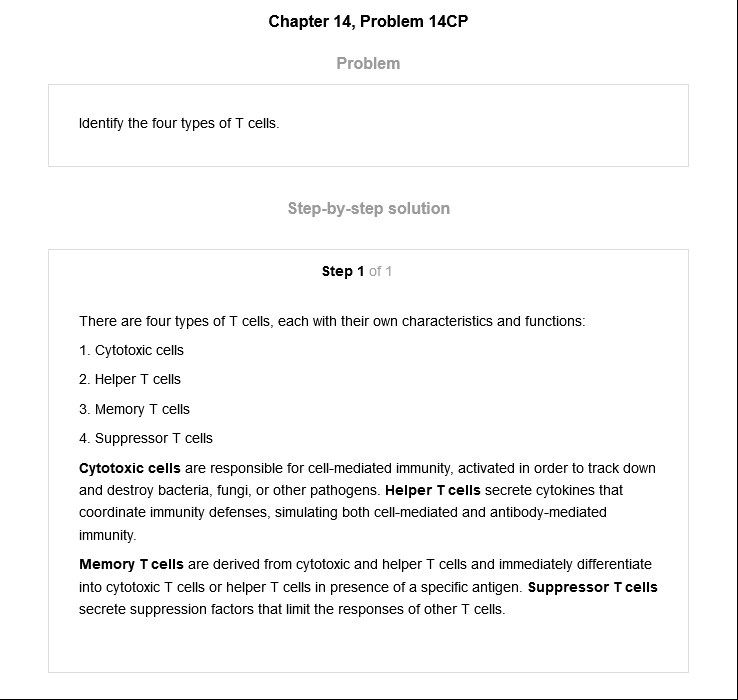 Chapter 14, Problem 14CP
Problem
Identify the four types of T cells.
Step-by-step solution
Step 1 of 1
There are four types of T cells, each with their own characteristics and functions:
1. Cytotoxic cells
2. Helper T cells
3. Memory T cells
4. Suppressor T cells
Cytotoxic cells are responsible for cell-mediated immunity, activated in order to track down
and destroy bacteria, fungi, or other pathogens. Helper T cells secrete cytokines that
coordinate immunity defenses, simulating both cell-mediated and antibody-mediated
immunity.
Memory T cells are derived from cytotoxic and helper T cells and immediately differentiate
into cytotoxic T cells or helper T cells in presence of a specific antigen. Suppressor T cells
secrete suppression factors that limit the responses of other T cells.